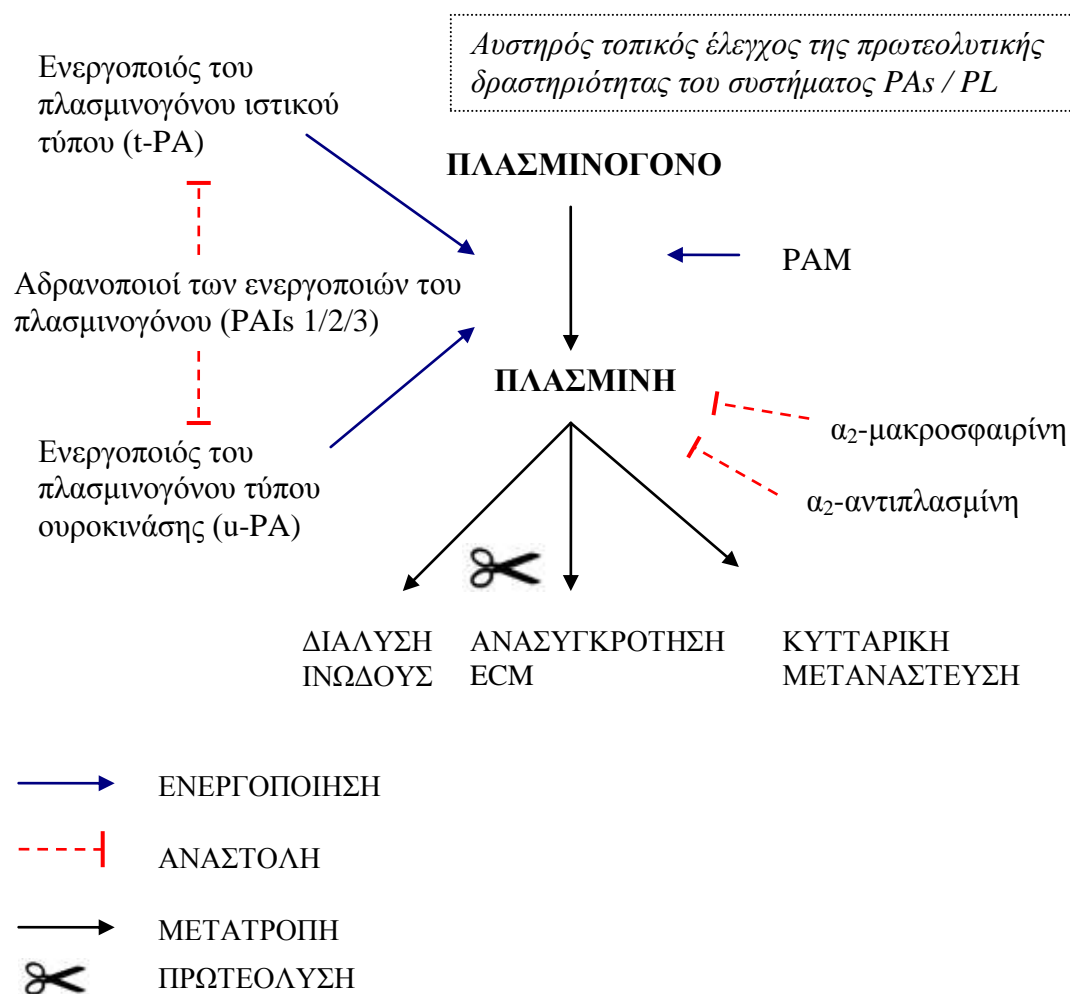 Αυστηρός τοπικός έλεγχος της πρωτεολυτικής
δραστηριότητας του συστήματος PAs / PL
Ενεργοποιός του
πλασμινογόνου ιστικού
τύπου (t-PA)
ΠΛΑΣΜΙΝΟΓΟΝΟ
PAM
Αδρανοποιοί των ενεργοποιών του
πλασμινογόνου (PAIs 1/2/3)
ΠΛΑΣΜΙΝΗ
α₂-μακροσφαιρίνη
Ενεργοποιός του
πλασμινογόνου τύπου
ουροκινάσης (u-PA)
α₂-αντιπλασμίνη
ΔΙΑΛΥΣΗ
ΙΝΩΔΟΥΣ
ΑΝΑΣΥΓΚΡΟΤΗΣΗ
ECM
ΚΥΤΤΑΡΙΚΗ
ΜΕΤΑΝΑΣΤΕΥΣΗ
ΕΝΕΡΓΟΠΟΙΗΣΗ
ΑΝΑΣΤΟΛΗ
ΜΕΤΑΤΡΟΠΗ
ΠΡΩΤΕΟΛΥΣΗ